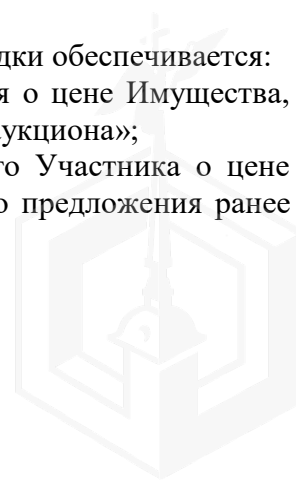 дки обеспечивается:
я о цене Имущества,
укциона»;
го Участника о цене
о предложения ранее